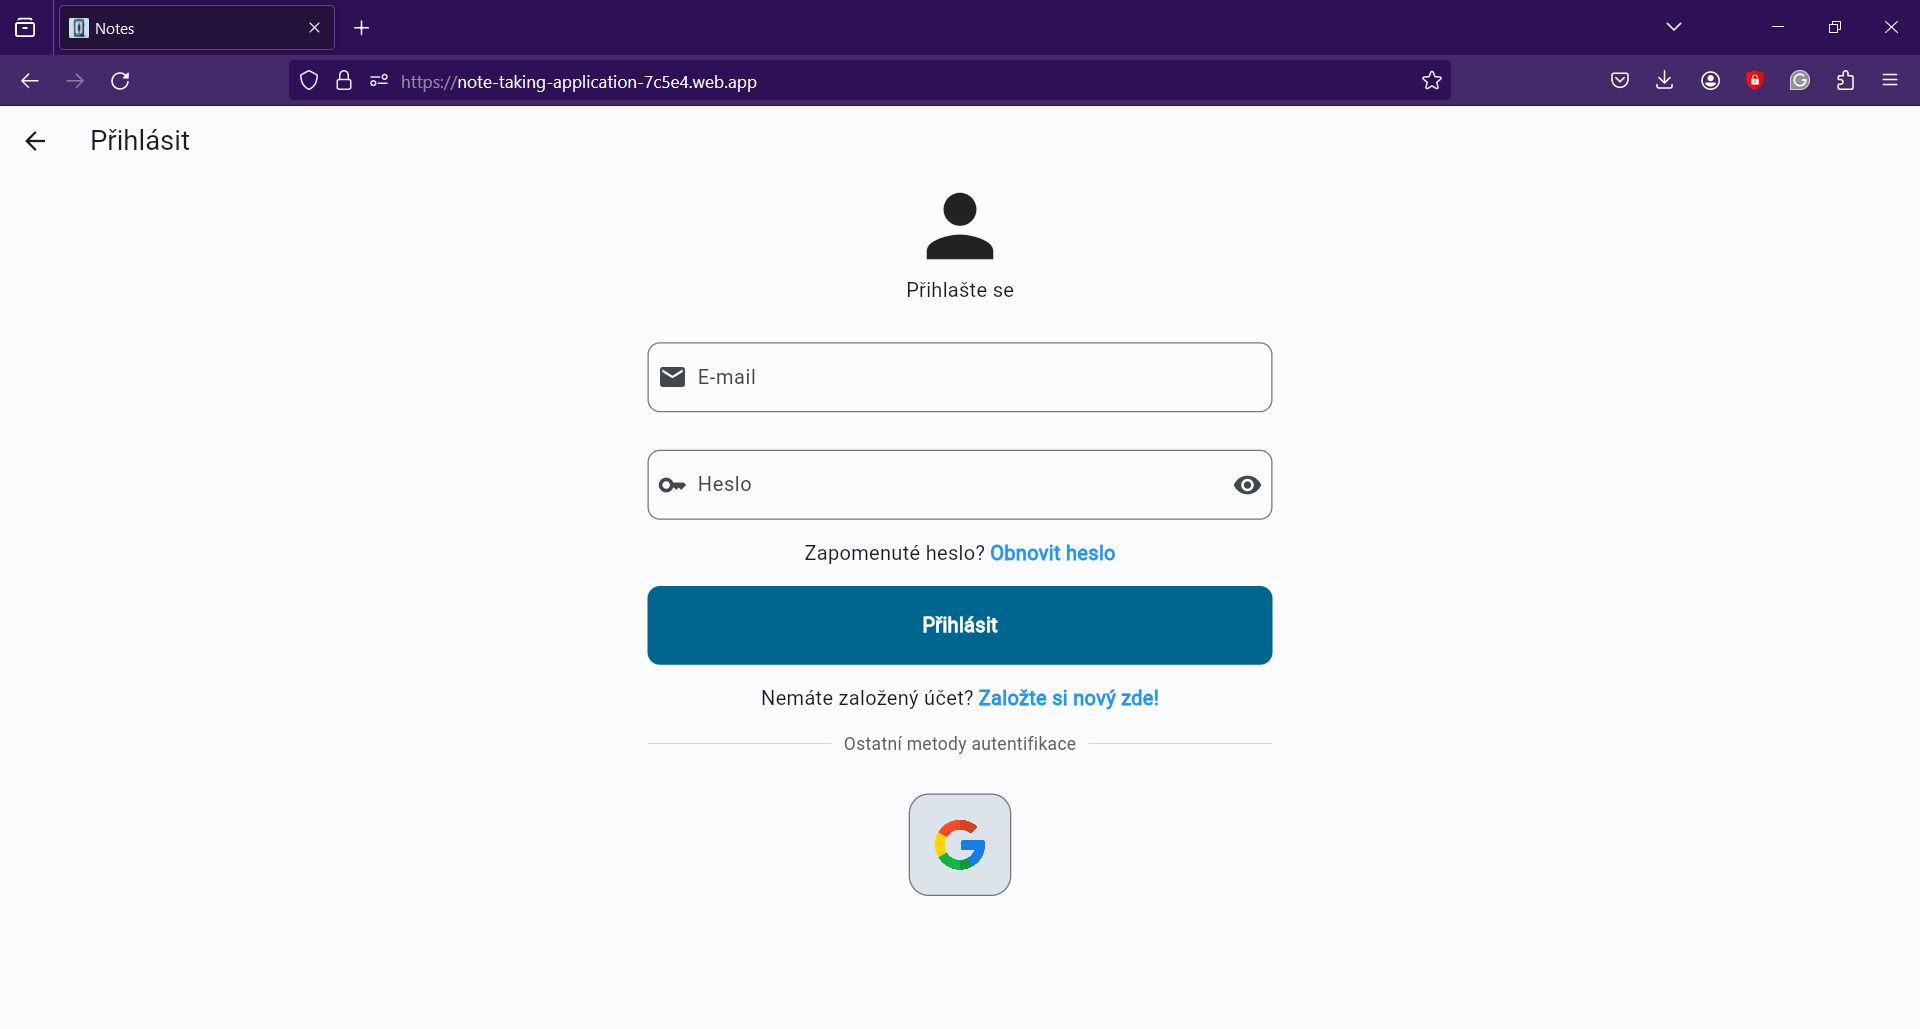 Notes
https://note-taking-application-7c5e4.web.app
Přihlásit
Přihlašte se
E-mail
Heslo
Zapomenuté heslo? Obnovit heslo
Přihlásit
Nemáte založený účet? Založte si nový zde!
Ostatní metody autentifikace